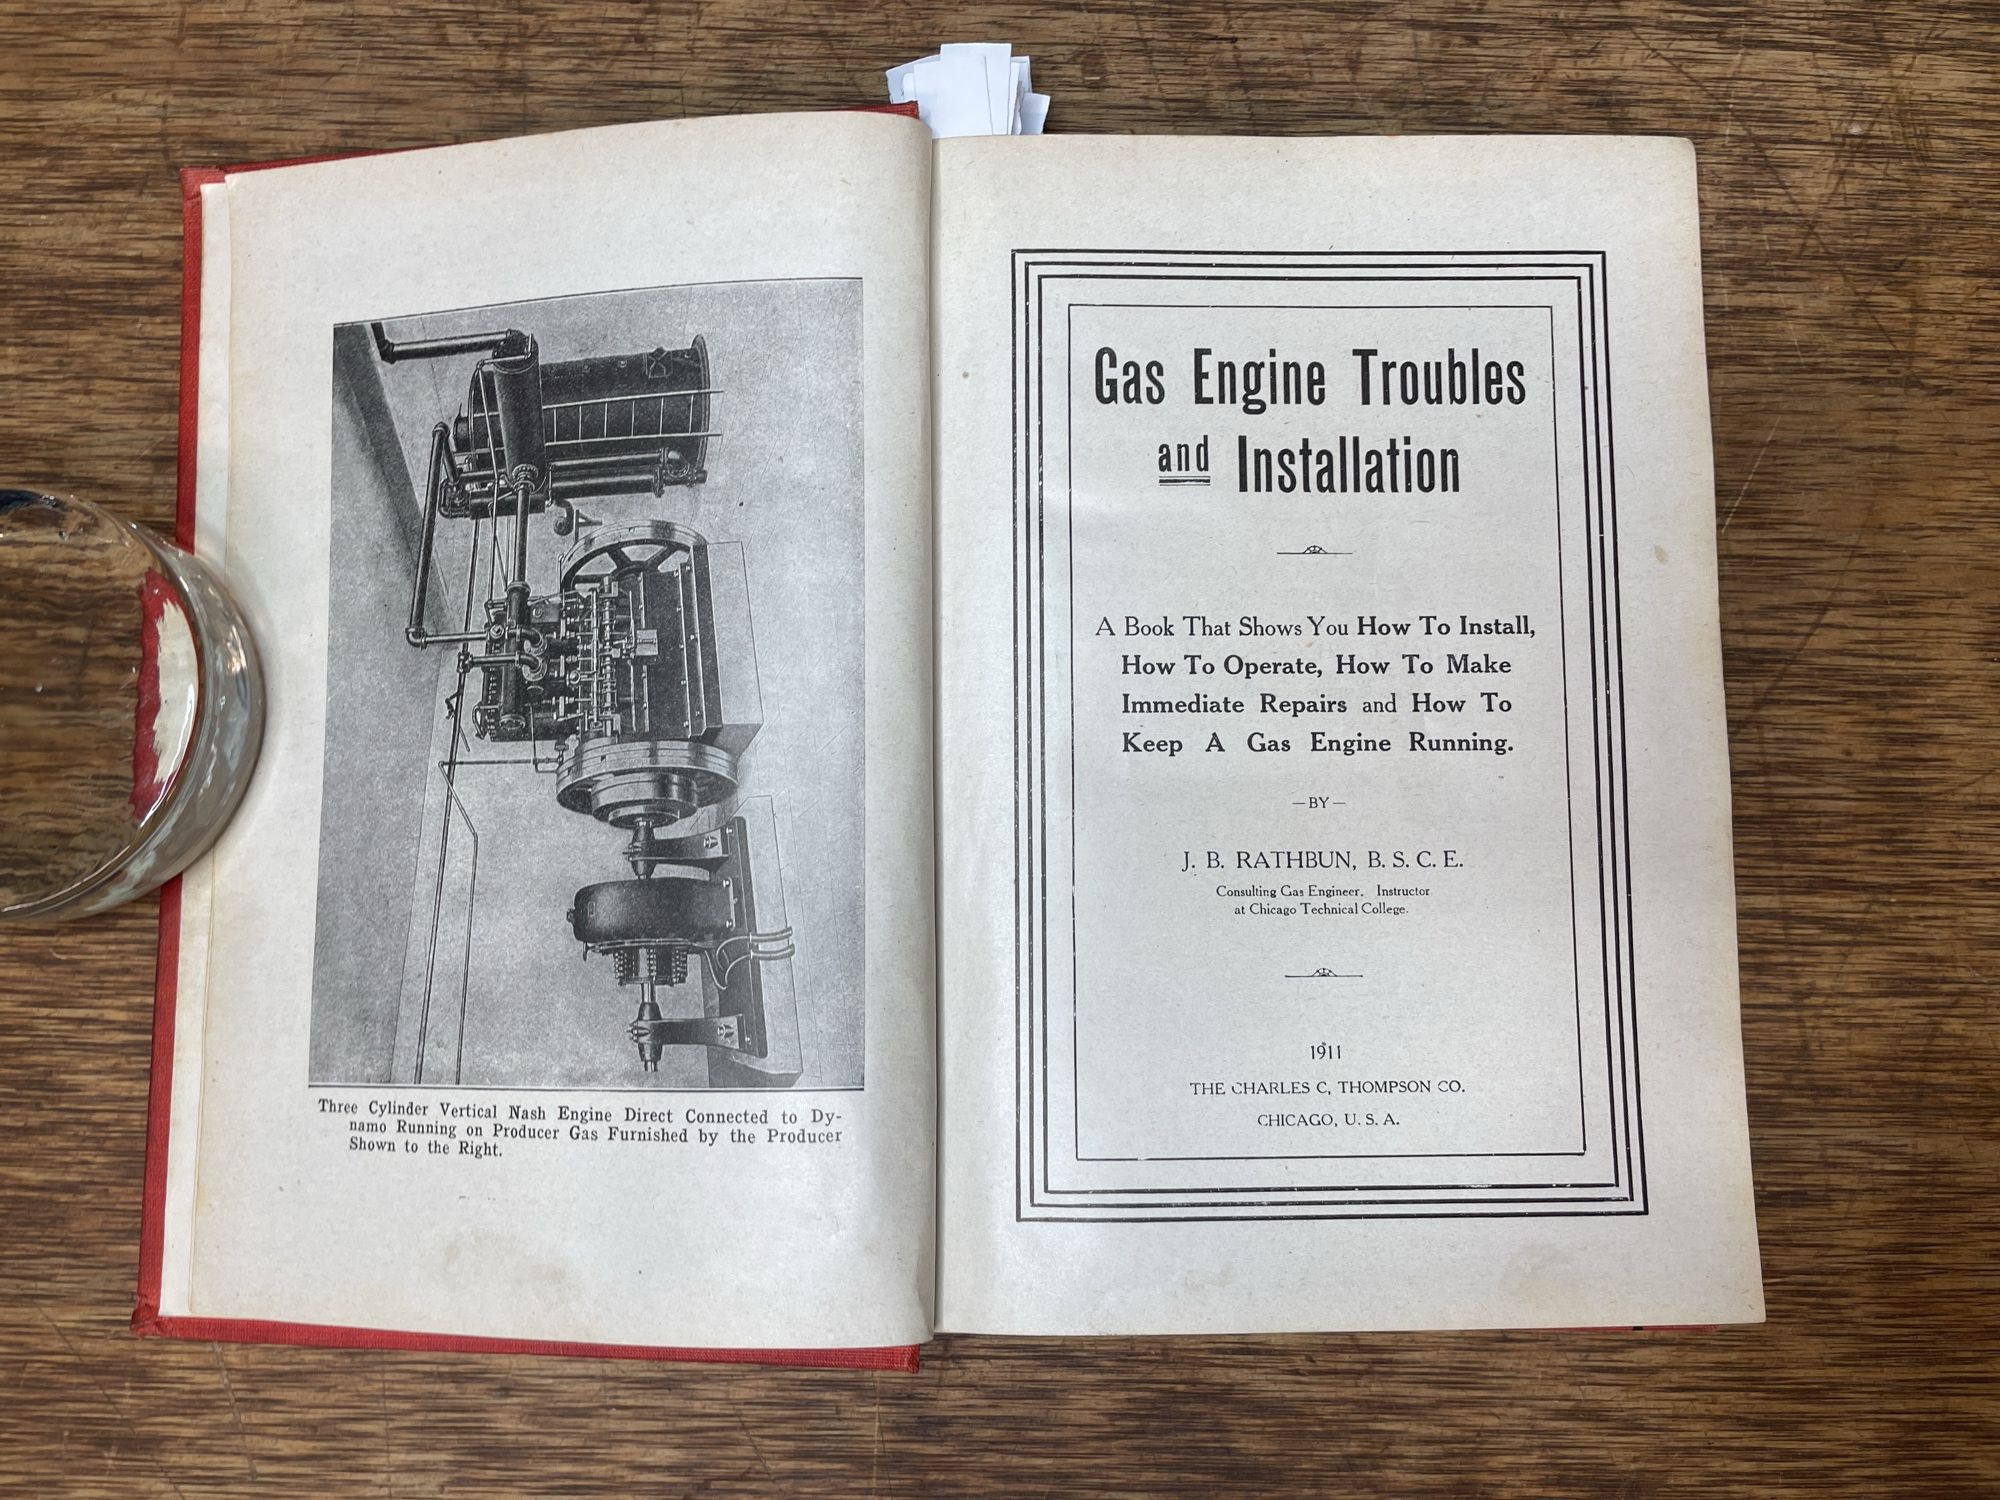 Three Cylinder Vertical Nash Engine Direct Connected to Dy-
namo Running on Producer Gas Furnished by the Producer
Shown to the Right.
Gas Engine Troubles
and Installation
A Book That Shows You How To Install,
How To Operate, How To Make
Immediate Repairs and How To
Keep A Gas Engine Running.
—BY—
J. B. RATHBUN, B. S. C. E.
Consulting Gas Engineer. Instructor
at Chicago Technical College.
1911
THE CHARLES C, THOMPSON CO.
CHICAGO, U. S. A.